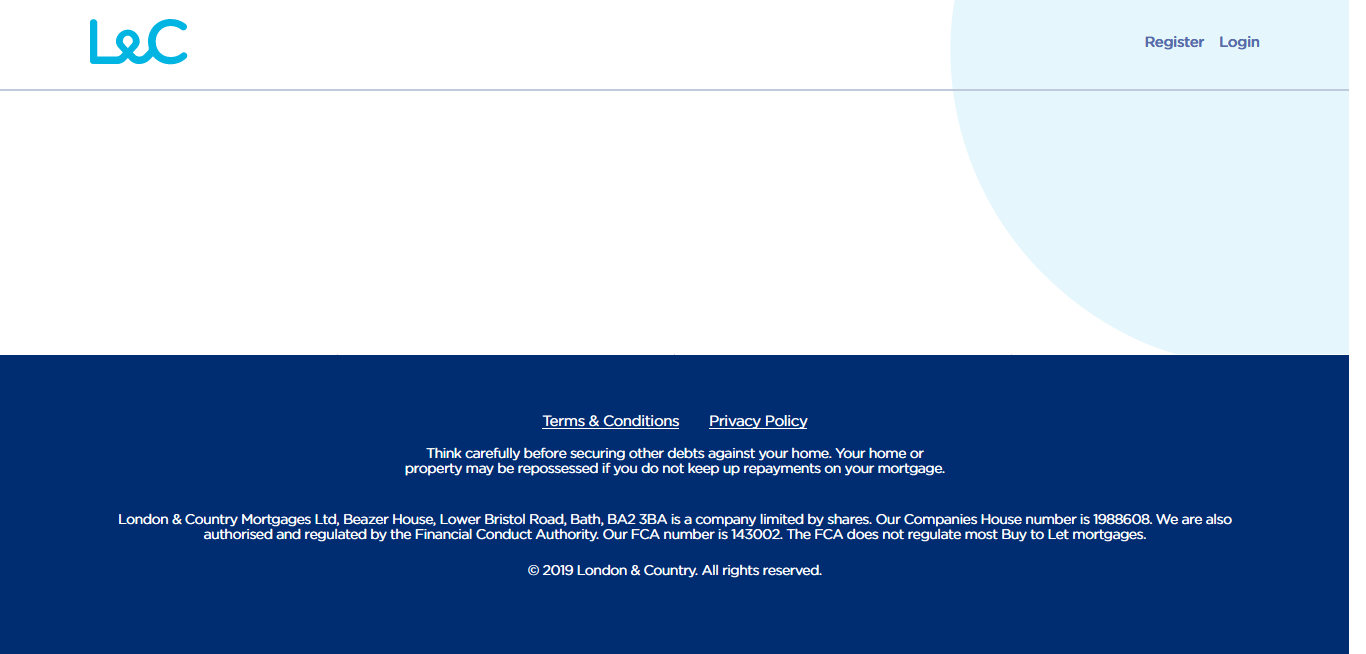 L&C
Register Login
Terms & Conditions Privacy Policy
Think carefully before securing other debts against your home. Your home or
property may be repossessed if you do not keep up repayments on your mortgage.
London & Country Mortgages Ltd, Beazer House, Lower Bristol Road, Bath, BA2 3BA is a company limited by shares. Our Companies House number is 1988608. We are also
authorised and regulated by the Financial Conduct Authority. Our FCA number is 143002. The FCA does not regulate most Buy to Let mortgages.
© 2019 London & Country. All rights reserved.